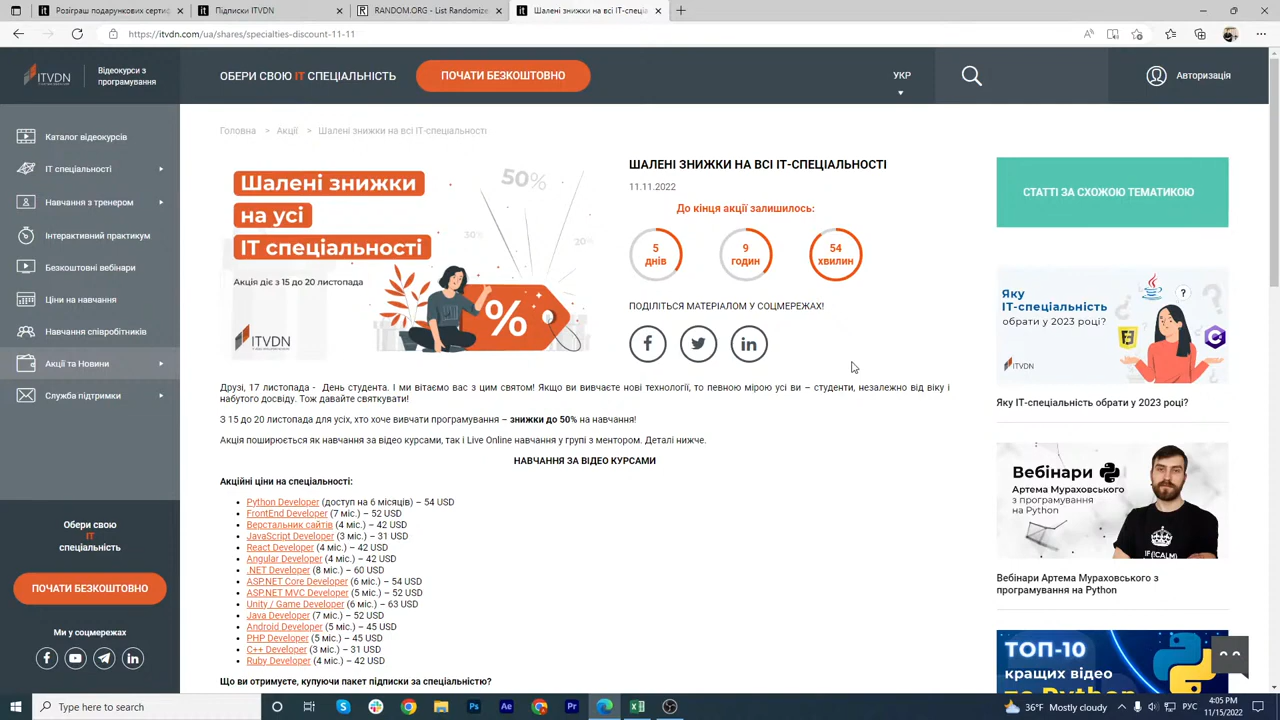 Розіграш подарункових сертиф
Підписки ITVDN
RANDOM.ORG - List Randomize
Шалені знижки на всі ІТ-спеціа
https://itvdn.com/ua/shares/specialties-discount-11-11
ITVDN
Відеокурси з
програмування
ОБЕРИ СВОЮ IT СПЕЦІАЛЬНІСТЬ
ПОЧАТИ БЕЗКОШТОВНО
УКР
Авторизація
Каталог відеокурсів
IT спеціальності
Навчання з тренером
Інтерактивний практикум
Безкоштовні вебінари
Ціни на навчання
Навчання співробітників
Акції та Новини
Служба підтримки
Обери свою
IT
спеціальність
ПОЧАТИ БЕЗКОШТОВНО
Ми у соцмережах
Головна > Акції > Шалені знижки на всі ІТ-спеціальності
Шалені знижки
на усі
IT спеціальності
Акція діє з 15 до 20 листопада
ITVDN
50%
30%
20%
%
ШАЛЕНІ ЗНИЖКИ НА ВСІ ІТ-СПЕЦІАЛЬНОСТІ
11.11.2022
До кінця акції залишилось:
5 днів
9 годин
54 хвилин
ПОДІЛІТЬСЯ МАТЕРІАЛОМ У СОЦМЕРЕЖАХ!
Друзі, 17 листопада - День студента. І ми вітаємо вас з цим святом! Якщо ви вивчаєте нові технології, то певною мірою усі ви – студенти, незалежно від віку і
набутого досвіду. Тож давайте святкувати!
З 15 до 20 листопада для усіх, хто хоче вивчати програмування – знижки до 50% на навчання!
Акція поширюється як навчання за відео курсами, так і Live Online навчання у групі з ментором. Деталі нижче.
НАВЧАННЯ ЗА ВІДЕО КУРСАМИ
Акційні ціни на спеціальності:
Python Developer (доступ на 6 місяців) – 54 USD
FrontEnd Developer (7 міс.) – 52 USD
Верстальник сайтів (4 міс.) – 42 USD
JavaScript Developer (3 міс.) – 31 USD
React Developer (4 міс.) – 42 USD
Angular Developer (4 міс.) – 42 USD
.NET Developer (8 міс.) – 60 USD
ASP.NET Core Developer (6 міс.) – 54 USD
ASP.NET MVC Developer (5 міс.) – 52 USD
Unity / Game Developer (6 міс.) – 63 USD
Java Developer (7 міс.) – 52 USD
Android Developer (5 міс.) – 45 USD
PHP Developer (5 міс.) – 45 USD
C++ Developer (3 міс.) – 31 USD
Ruby Developer (4 міс.) – 42 USD
Що ви отримуєте, купуючи пакет підписки за спеціальністю?
СТАТТІ ЗА СХОЖОЮ ТЕМАТИКОЮ
Яку
ІТ-спеціальність
обрати у 2023 році?
ITVDN
Яку ІТ-спеціальність обрати у 2023 році?
Вебінари
Артема Мураховського
з програмування
на Python
IF (ICALM)
Вебінари Артема Мураховського з
програмування на Python
ТОП-10
кращих відео
по Python
Type here to search
36°F Mostly cloudy
РУС
4:05 PM
11/15/2022